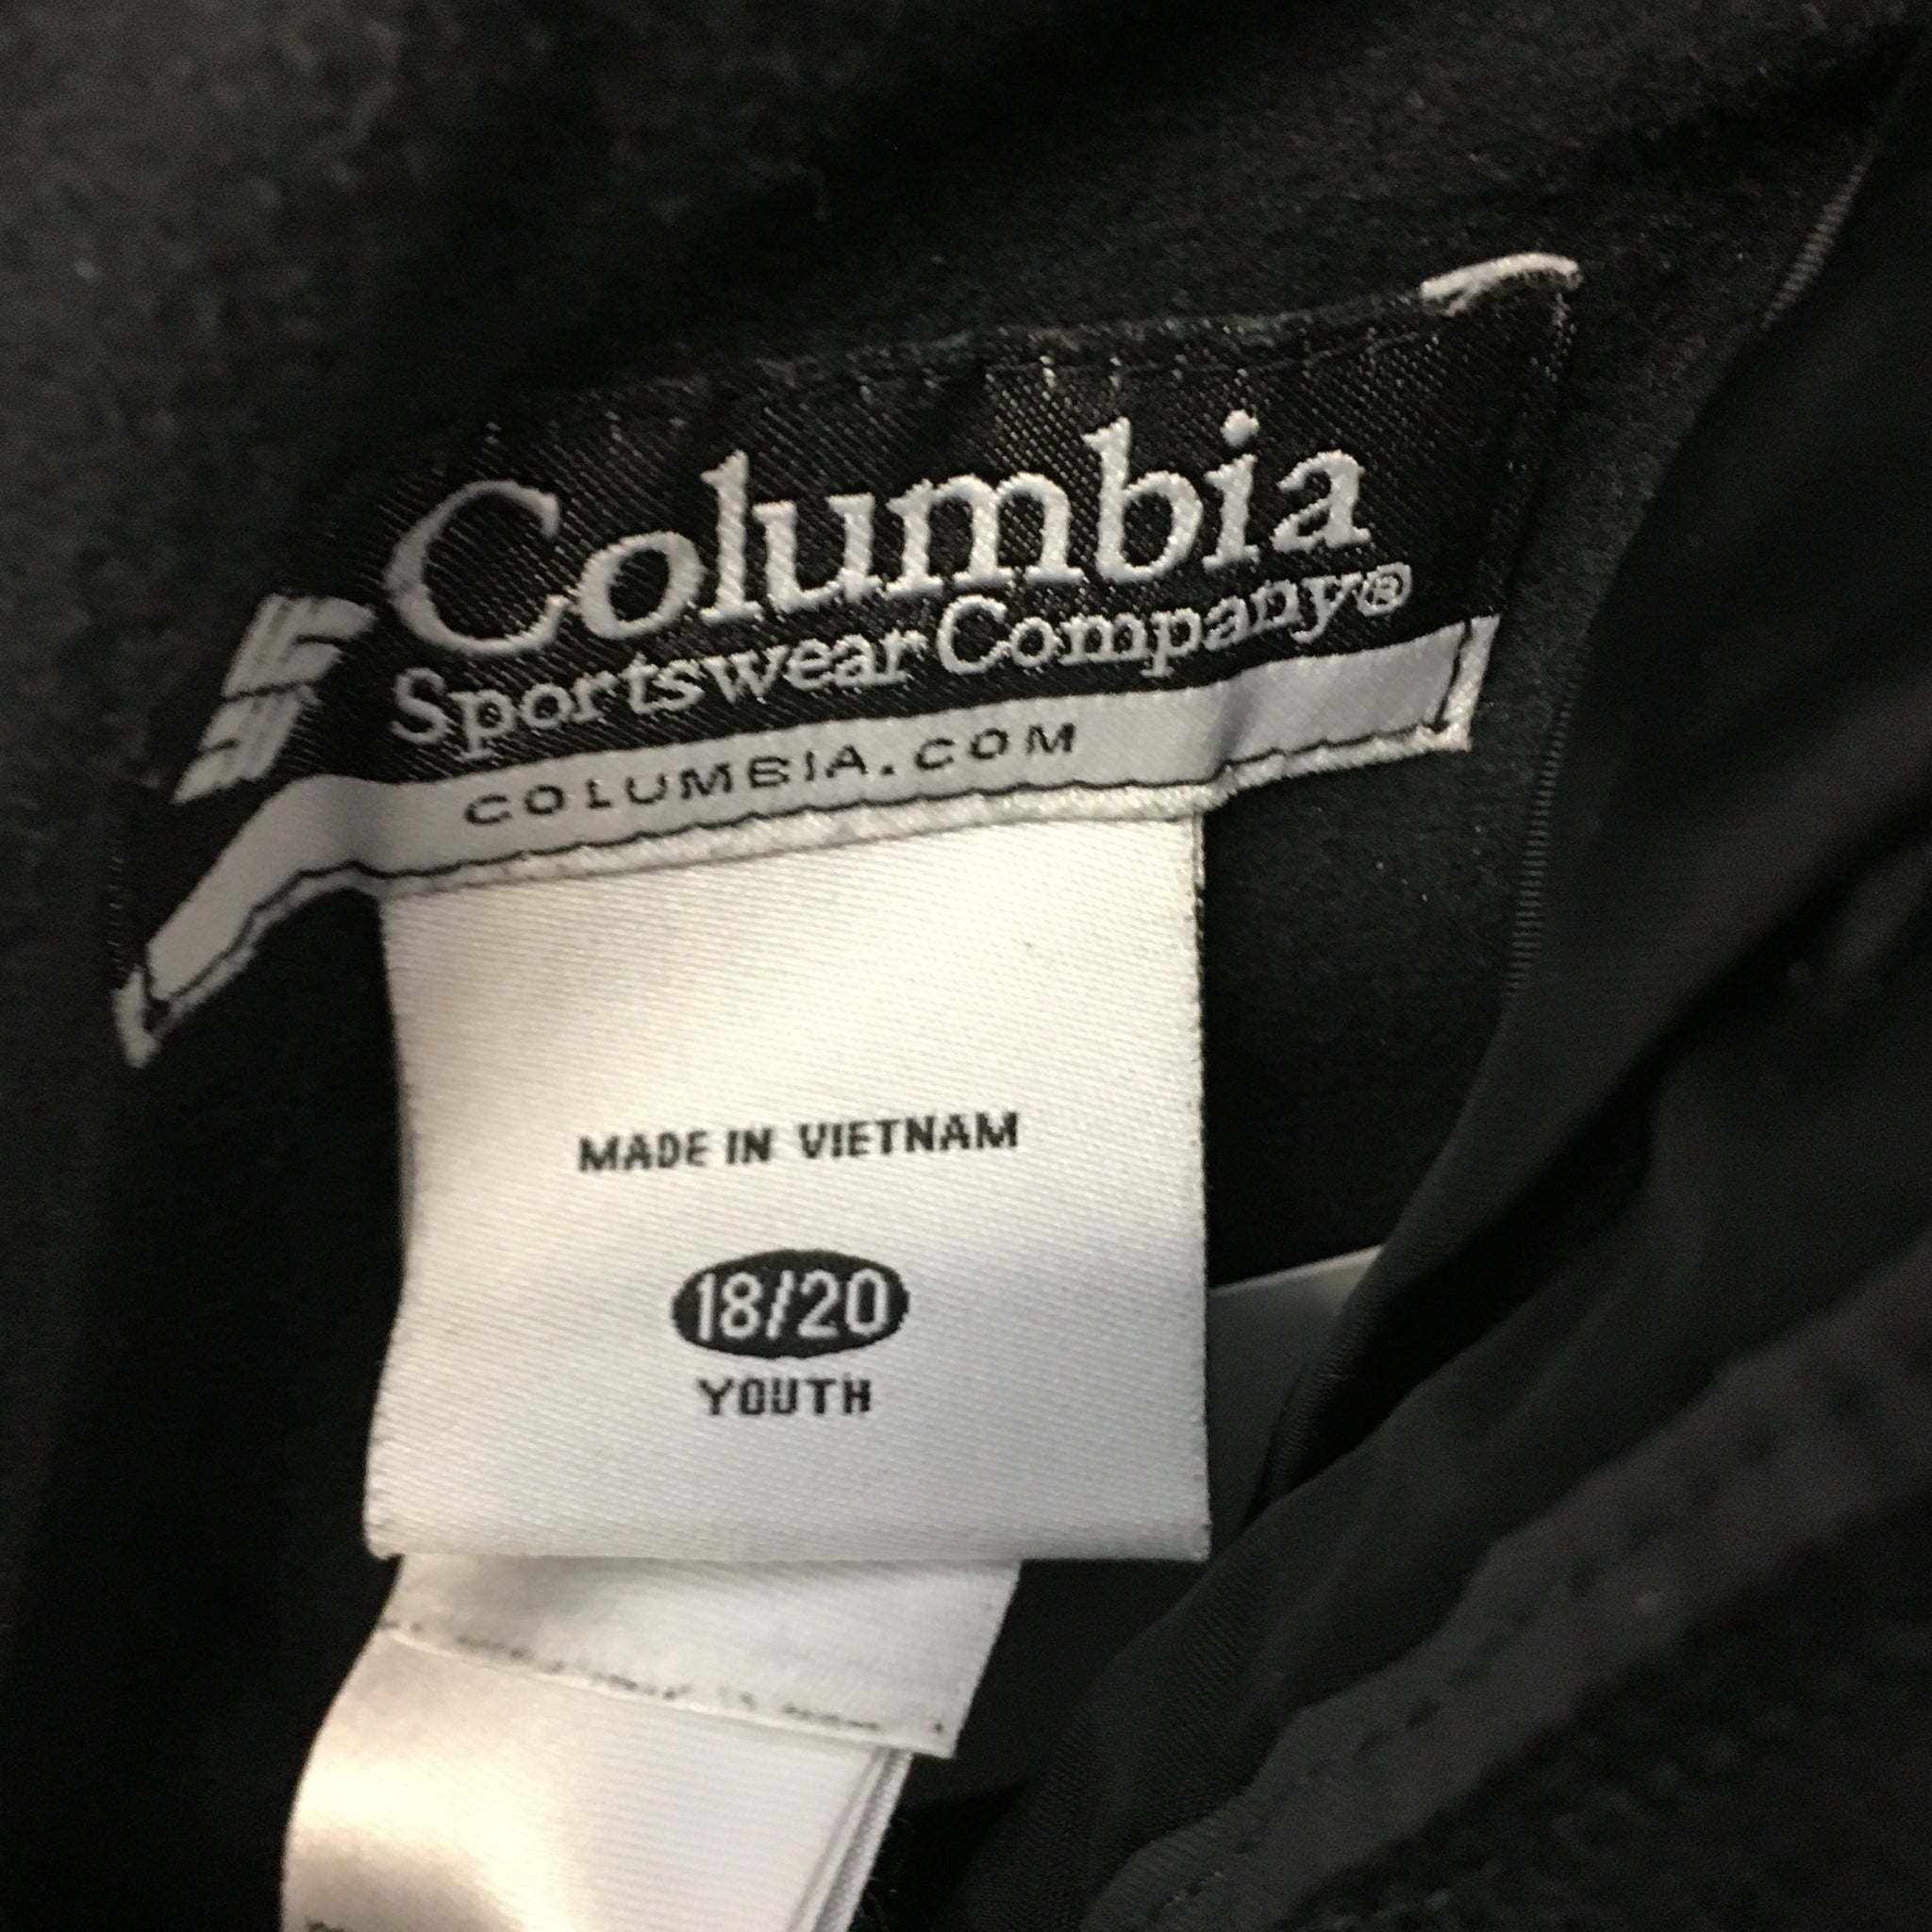 Columbia
Sportswear Company®
COLUMBIA.COM
MADE IN VIETNAM
18/20
YOUTH